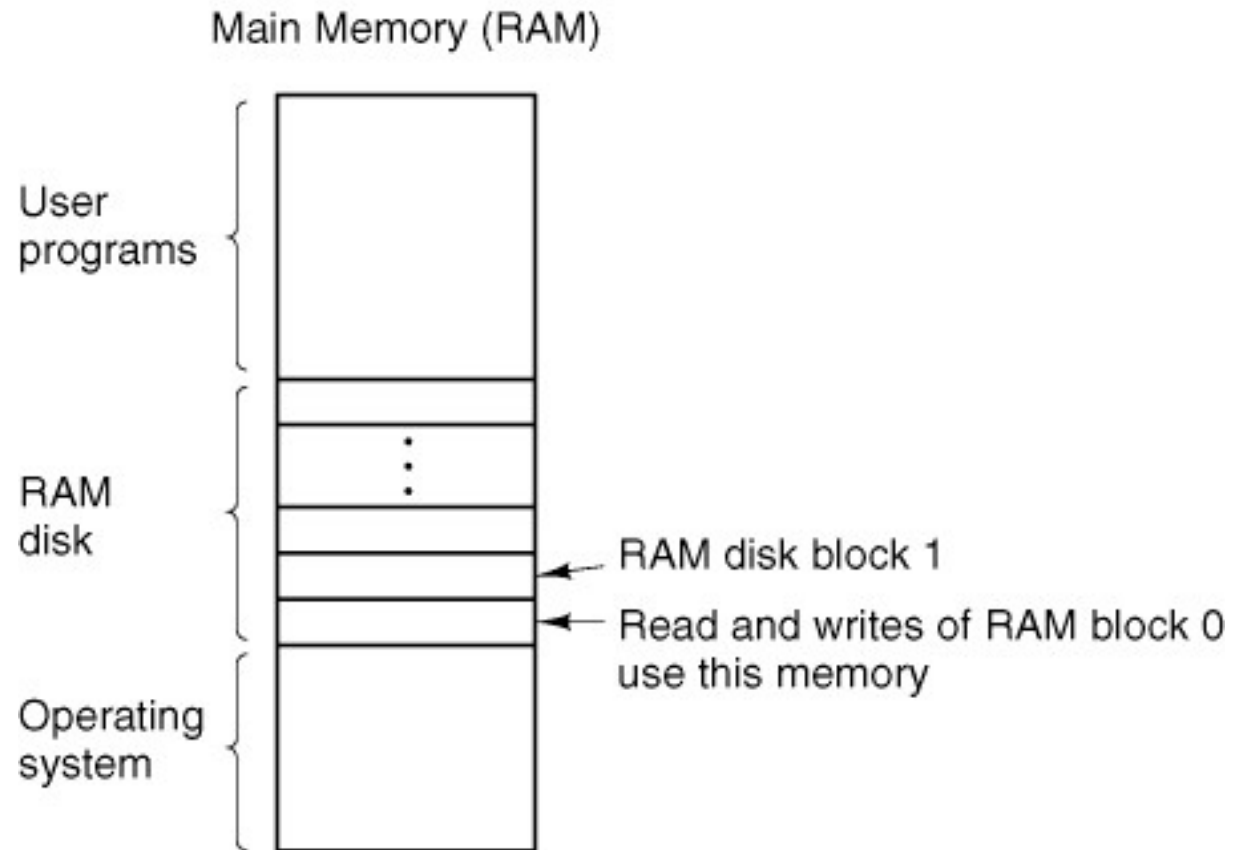 Main Memory (RAM)
User
programs
RAM
disk
RAM disk block 1
Read and writes of RAM block 0
use this memory
Operating
system